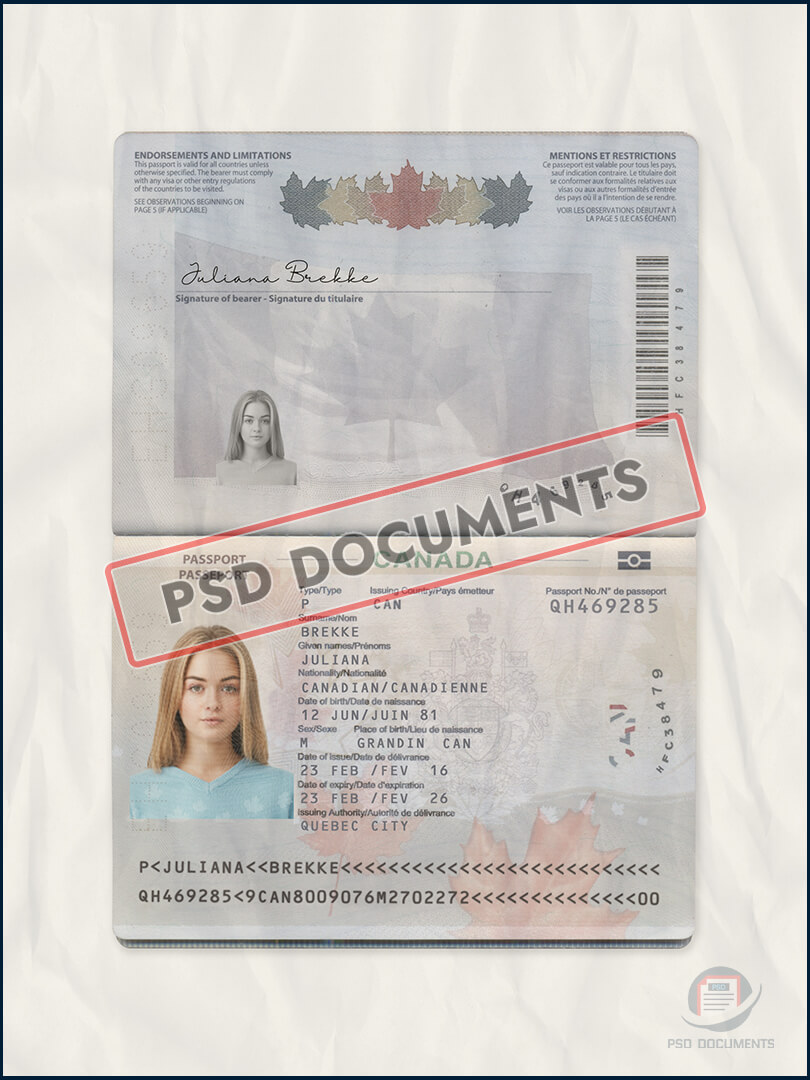 ENDORSEMENTS AND LIMITATIONS
This passport is valid for all countries unless
otherwise specified. The bearer must comply
with any visa or other entry regulations
of the countries to be visited.
SEE OBSERVATIONS BEGINNING ON
PAGE 5 (IF APPLICABLE)
MENTIONS ET RESTRICTIONS
Ce passeport est valable pour tous les pays,
sauf indication contraire. Le titulaire doit
se conformer aux formalités relatives aux
visas ou aux autres formalités d'entrée
des pays où il a l'intention de se rendre.
VOIR LES OBSERVATIONS DÉBUTANT À
LA PAGE 5 (LE CAS ÉCHÉANT)
Juliana Brekke
Signature of bearer - Signature du titulaire
HFC38479
PSD DOCUMENTS
PASSPORT
PASSEPORT
CANADA
Type/Type
Issuing County/Pays émetteur
Passport No./N° de passeport
P
CAN
QH469285
Surname/Nom
BREKKE
Given names/Prénoms
JULIANA
Nationality/Nationalité
CANADIAN/CANADIENNE
Date of birth/Date de naissance
12 JUN/JUIN 81
Sex/Sexe Place of birth/Lieu de naissance
M GRANDIN CAN
Date of Issue/Date de délivrance
23 FEB /FEV 16
Date of expiry/Date d'expiration
23 FEB /FEV 26
Issuing Authority/Autorité de délivrance
QUEBEC CITY
HFC38479
P<JULIANA<<BREKKE<<<<<<<<<<<<<<<<<<<<<<<<<<<
QH469285<9CAN8009076M2702272<<<<<<<<<<<<<<00
PSD
PSD DOCUMENTS